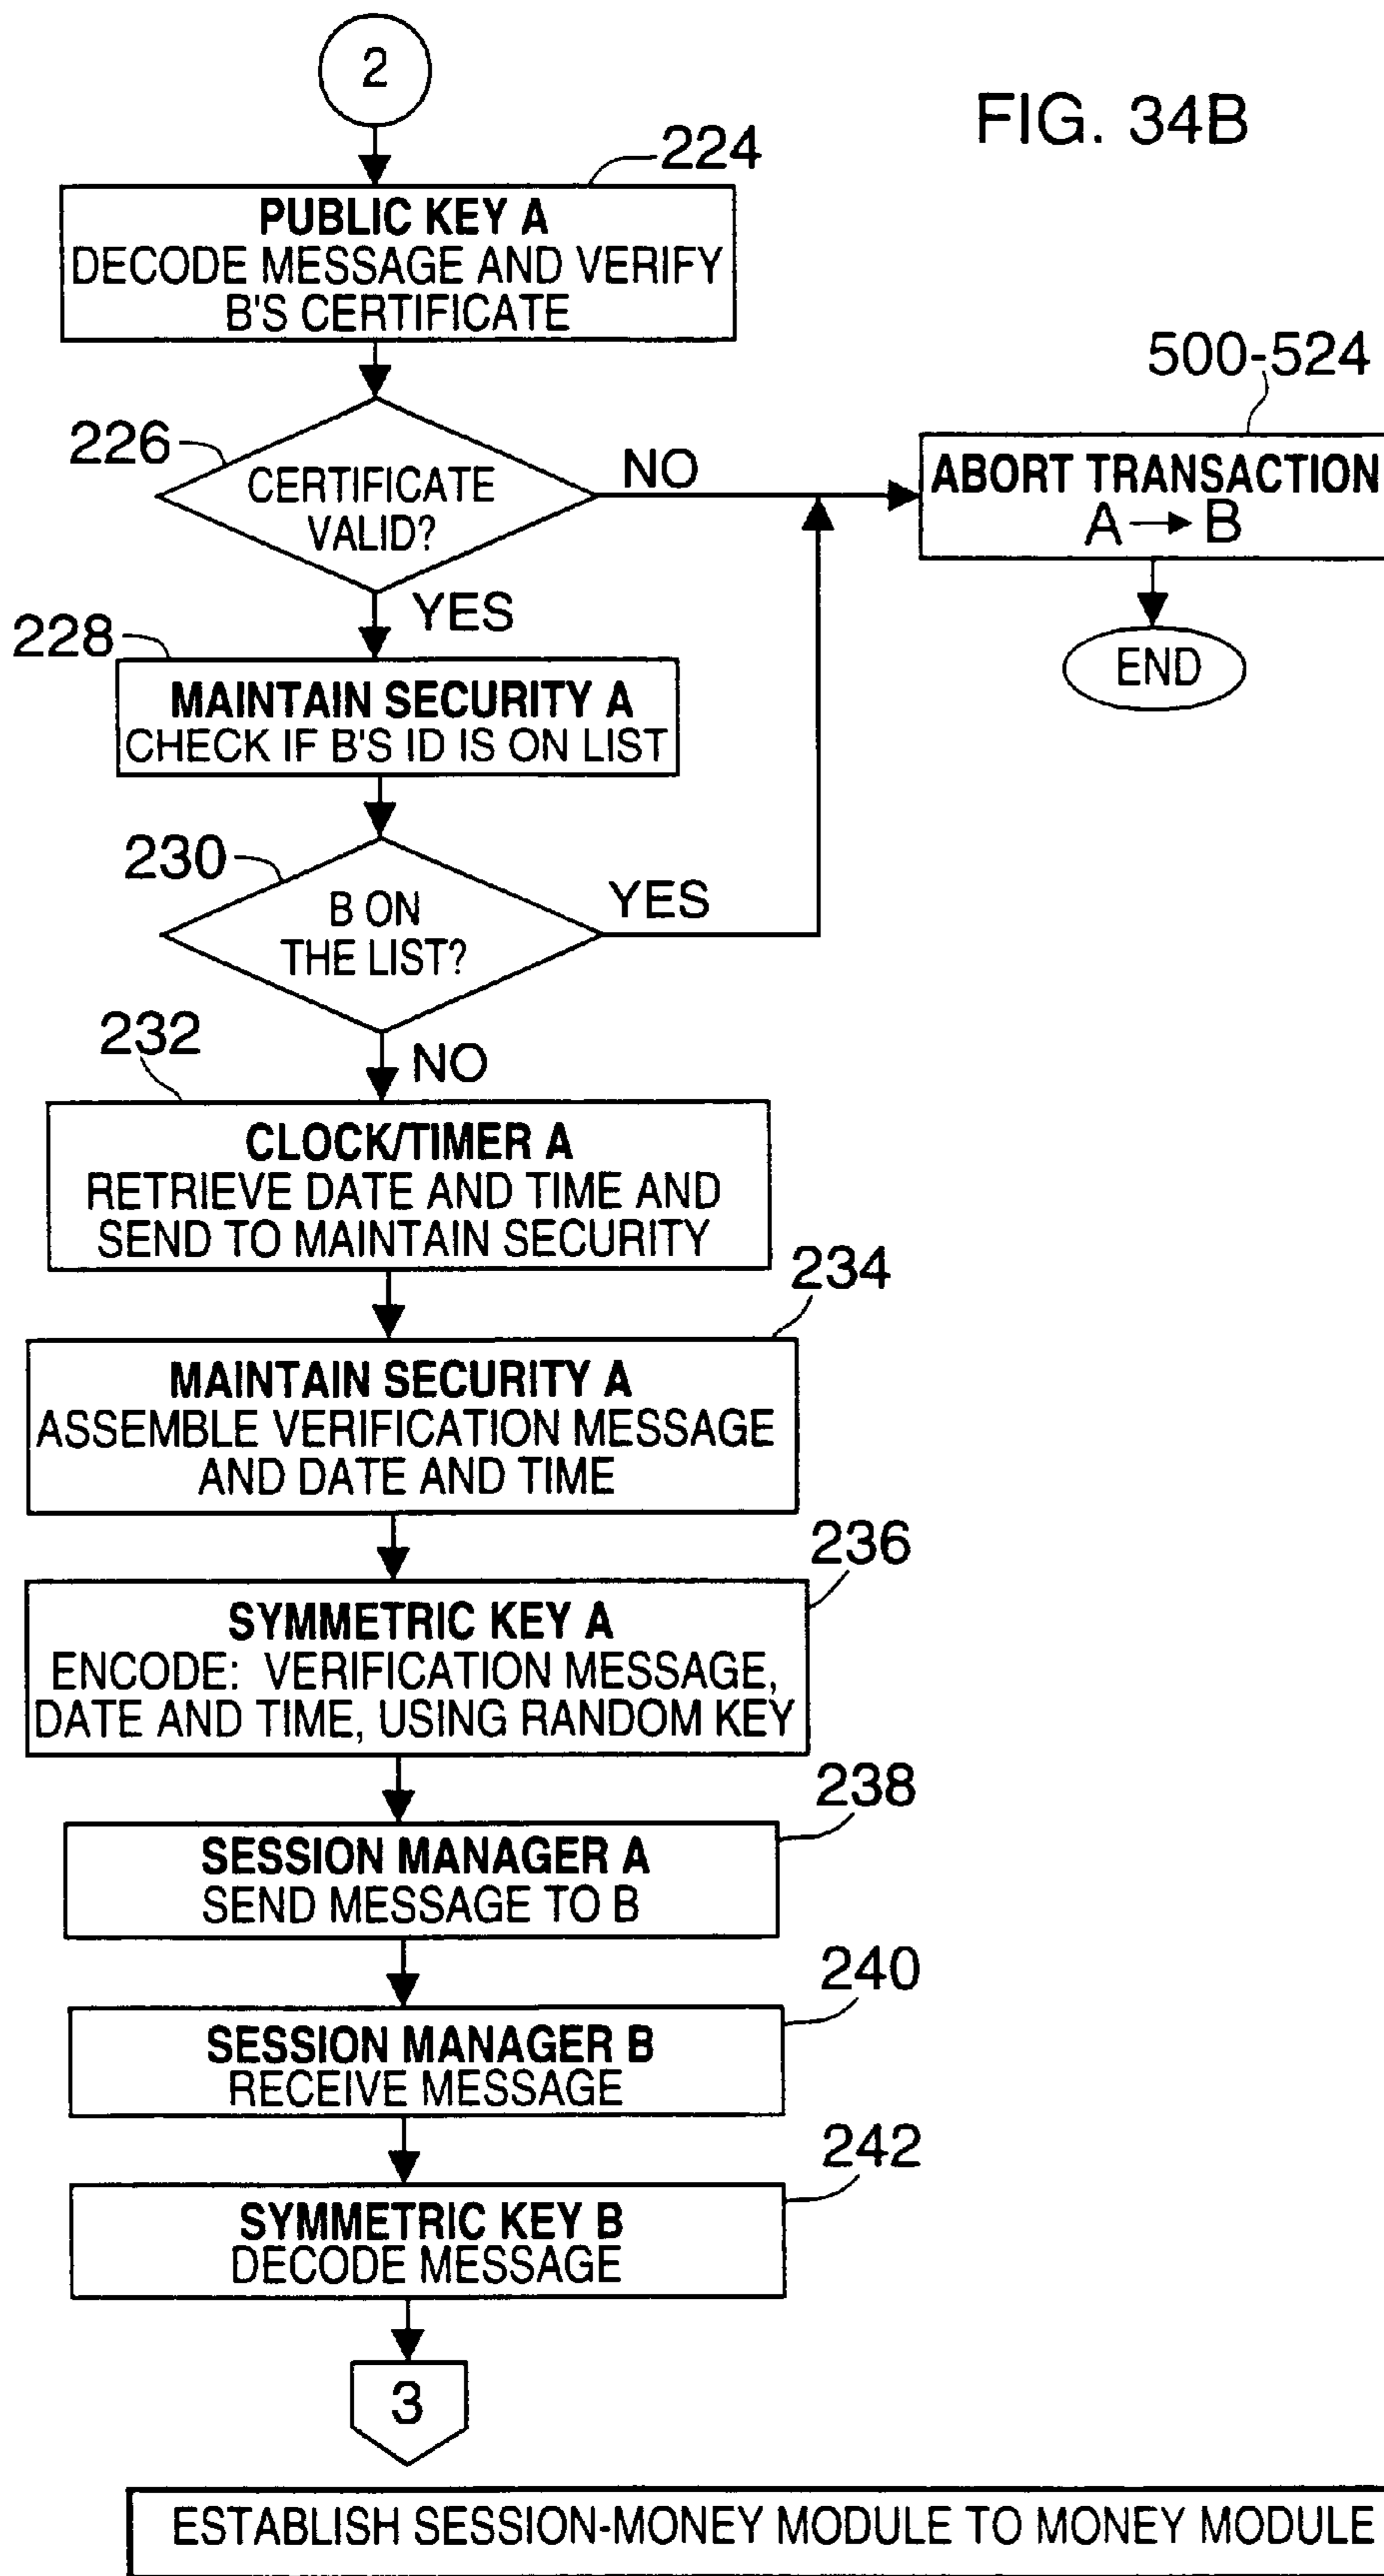 2
FIG. 34B
224
PUBLIC KEY A
DECODE MESSAGE AND VERIFY
B'S CERTIFICATE
500-524
226
CERTIFICATE
VALID?
NO
ABORT TRANSACTION
A → B
YES
END
228
MAINTAIN SECURITY A
CHECK IF B'S ID IS ON LIST
230
B ON
THE LIST?
YES
232
NO
CLOCK/TIMER A
RETRIEVE DATE AND TIME AND
SEND TO MAINTAIN SECURITY
234
MAINTAIN SECURITY A
ASSEMBLE VERIFICATION MESSAGE
AND DATE AND TIME
236
SYMMETRIC KEY A
ENCODE: VERIFICATION MESSAGE,
DATE AND TIME, USING RANDOM KEY
238
SESSION MANAGER A
SEND MESSAGE TO B
240
SESSION MANAGER B
RECEIVE MESSAGE
242
SYMMETRIC KEY B
DECODE MESSAGE
3
ESTABLISH SESSION-MONEY MODULE TO MONEY MODULE